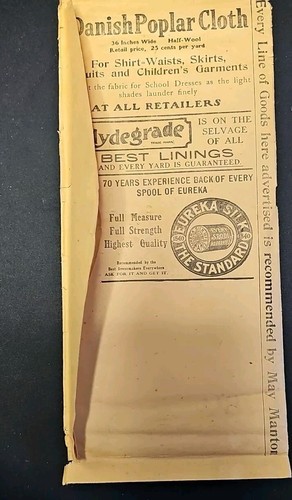 Danish Poplar Cloth
36 Inches Wide Half-Wool
Retail price, 25 cents per yard
For Shirt-Waists, Skirts,
uits and Children's Garments
the fabric for School Dresses as the light
shades launder finely
AT ALL RETAILERS
Hydegrade
TRADE MARK
IS ON THE
SELVAGE
OF ALL
BEST LININGS
AND EVERY YARD IS GUARANTEED
70 YEARS EXPERIENCE BACK OF EVERY
SPOOL OF EUREKA
Full Measure
Full Strength
Highest Quality
Recommended by the
Best Dressmakers Everywhere
ASK FOR IT AND GET IT.
EUREKA SILK
THE STANDARD
Every Line of Goods here advertised is recommended by May Manton